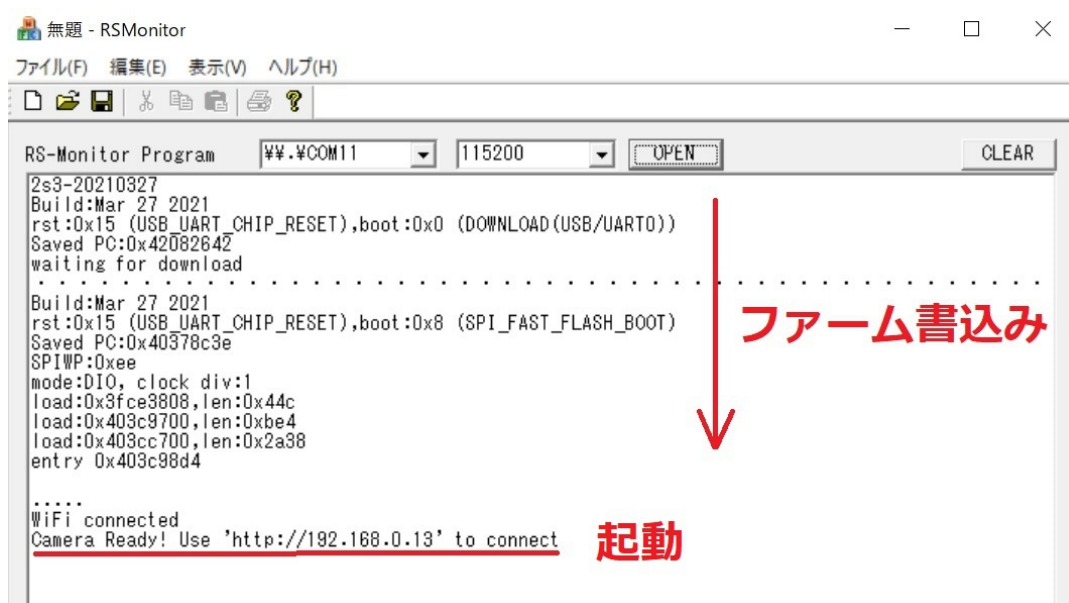 無題 - RSMonitor
ファイル(F) 編集(E) 表示(V) ヘルプ(H)
RS-Monitor Program ¥¥.¥COM11 115200 OPEN CLEAR
2s3-20210327
Build:Mar 27 2021
rst:0x15 (USB_UART_CHIP_RESET),boot:0x0 (DOWNLOAD(USB/UART0))
Saved PC:0x42082642
waiting for download
. . . . . . . . . . . . . . . . . . . . . . . . . . . . . . . . . . . . . . . . . . . . . . . .
Build:Mar 27 2021
rst:0x15 (USB_UART_CHIP_RESET),boot:0x8 (SPI_FAST_FLASH_BOOT)
ファーム書込み
Saved PC:0x40378c3e
SPIWP:0xee
mode:DIO, clock div:1
load:0x3fce3808,len:0x44c
load:0x403c9700,len:0xbe4
load:0x403cc700,len:0x2a38
entry 0x403c98d4
.....
WiFi connected
Camera Ready! Use 'http://192.168.0.13' to connect
起動